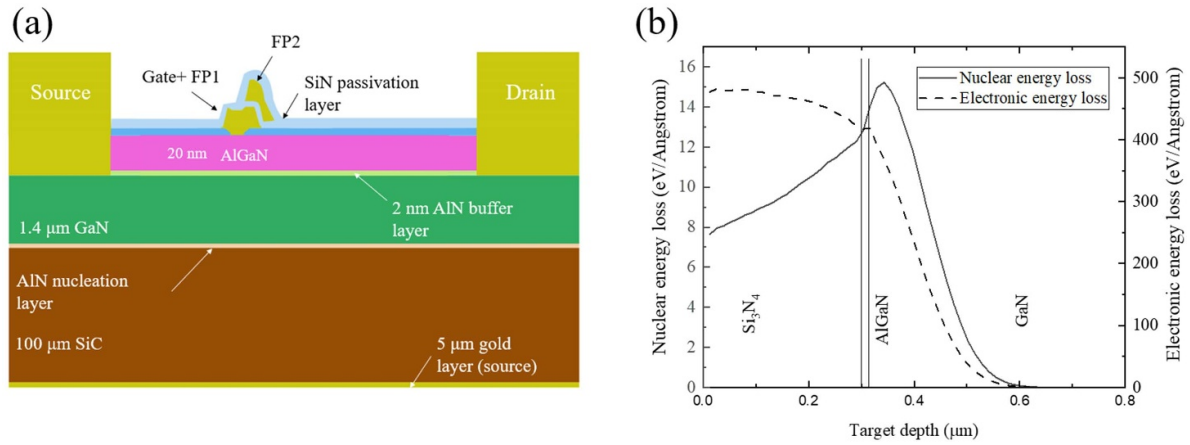 (a)
FP2
Gate+ FP1
SiN passivation
layer
Source
Drain
20 nm
AlGaN
2 nm AlN buffer
layer
1.4 μm GaN
AlN nucleation
layer
100 μm SiC
5 μm gold
layer (source)
(b)
Nuclear energy loss
Electronic energy loss
Nuclear energy loss (eV/Angstrom)
16
14
12
10
8
6
4
2
0
Electronic energy loss (eV/Angstrom)
500
400
300
200
100
0
Si₃N₄
AlGaN
GaN
0.0
0.2
0.4
0.6
0.8
Target depth (μm)